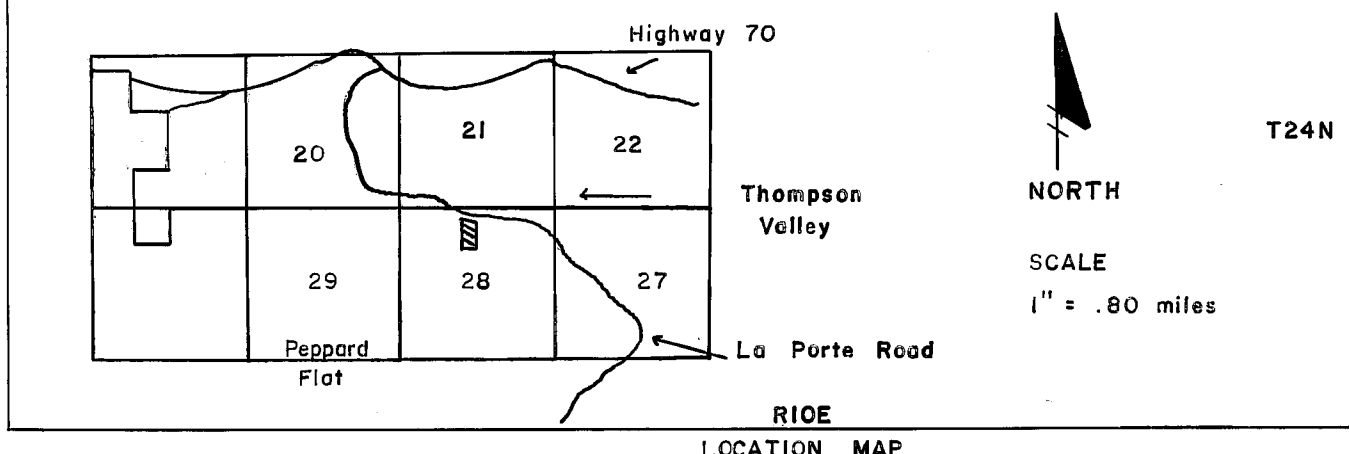 Highway 70
T24N
21
20
22
Thompson
Valley
NORTH
SCALE
1" = .80 miles
29
28
27
Peppard
Flat
La Porte Road
R10E
LOCATION MAP